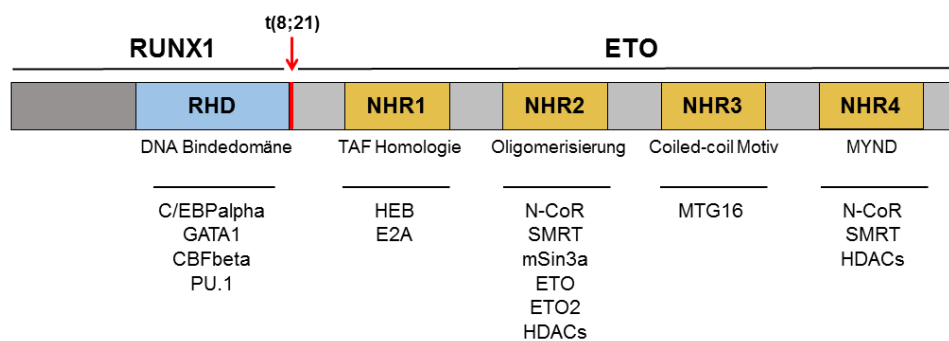 t(8;21)
RUNX1
ETO
RHD
NHR1
NHR2
NHR3
NHR4
DNA Bindedomäne
TAF Homologie
Oligomerisierung
Coiled-coil Motiv
MYND
C/EBPalpha
GATA1
CBFbeta
PU.1
HEB
E2A
N-CoR
SMRT
mSin3a
ETO
ETO2
HDACs
MTG16
N-CoR
SMRT
HDACs